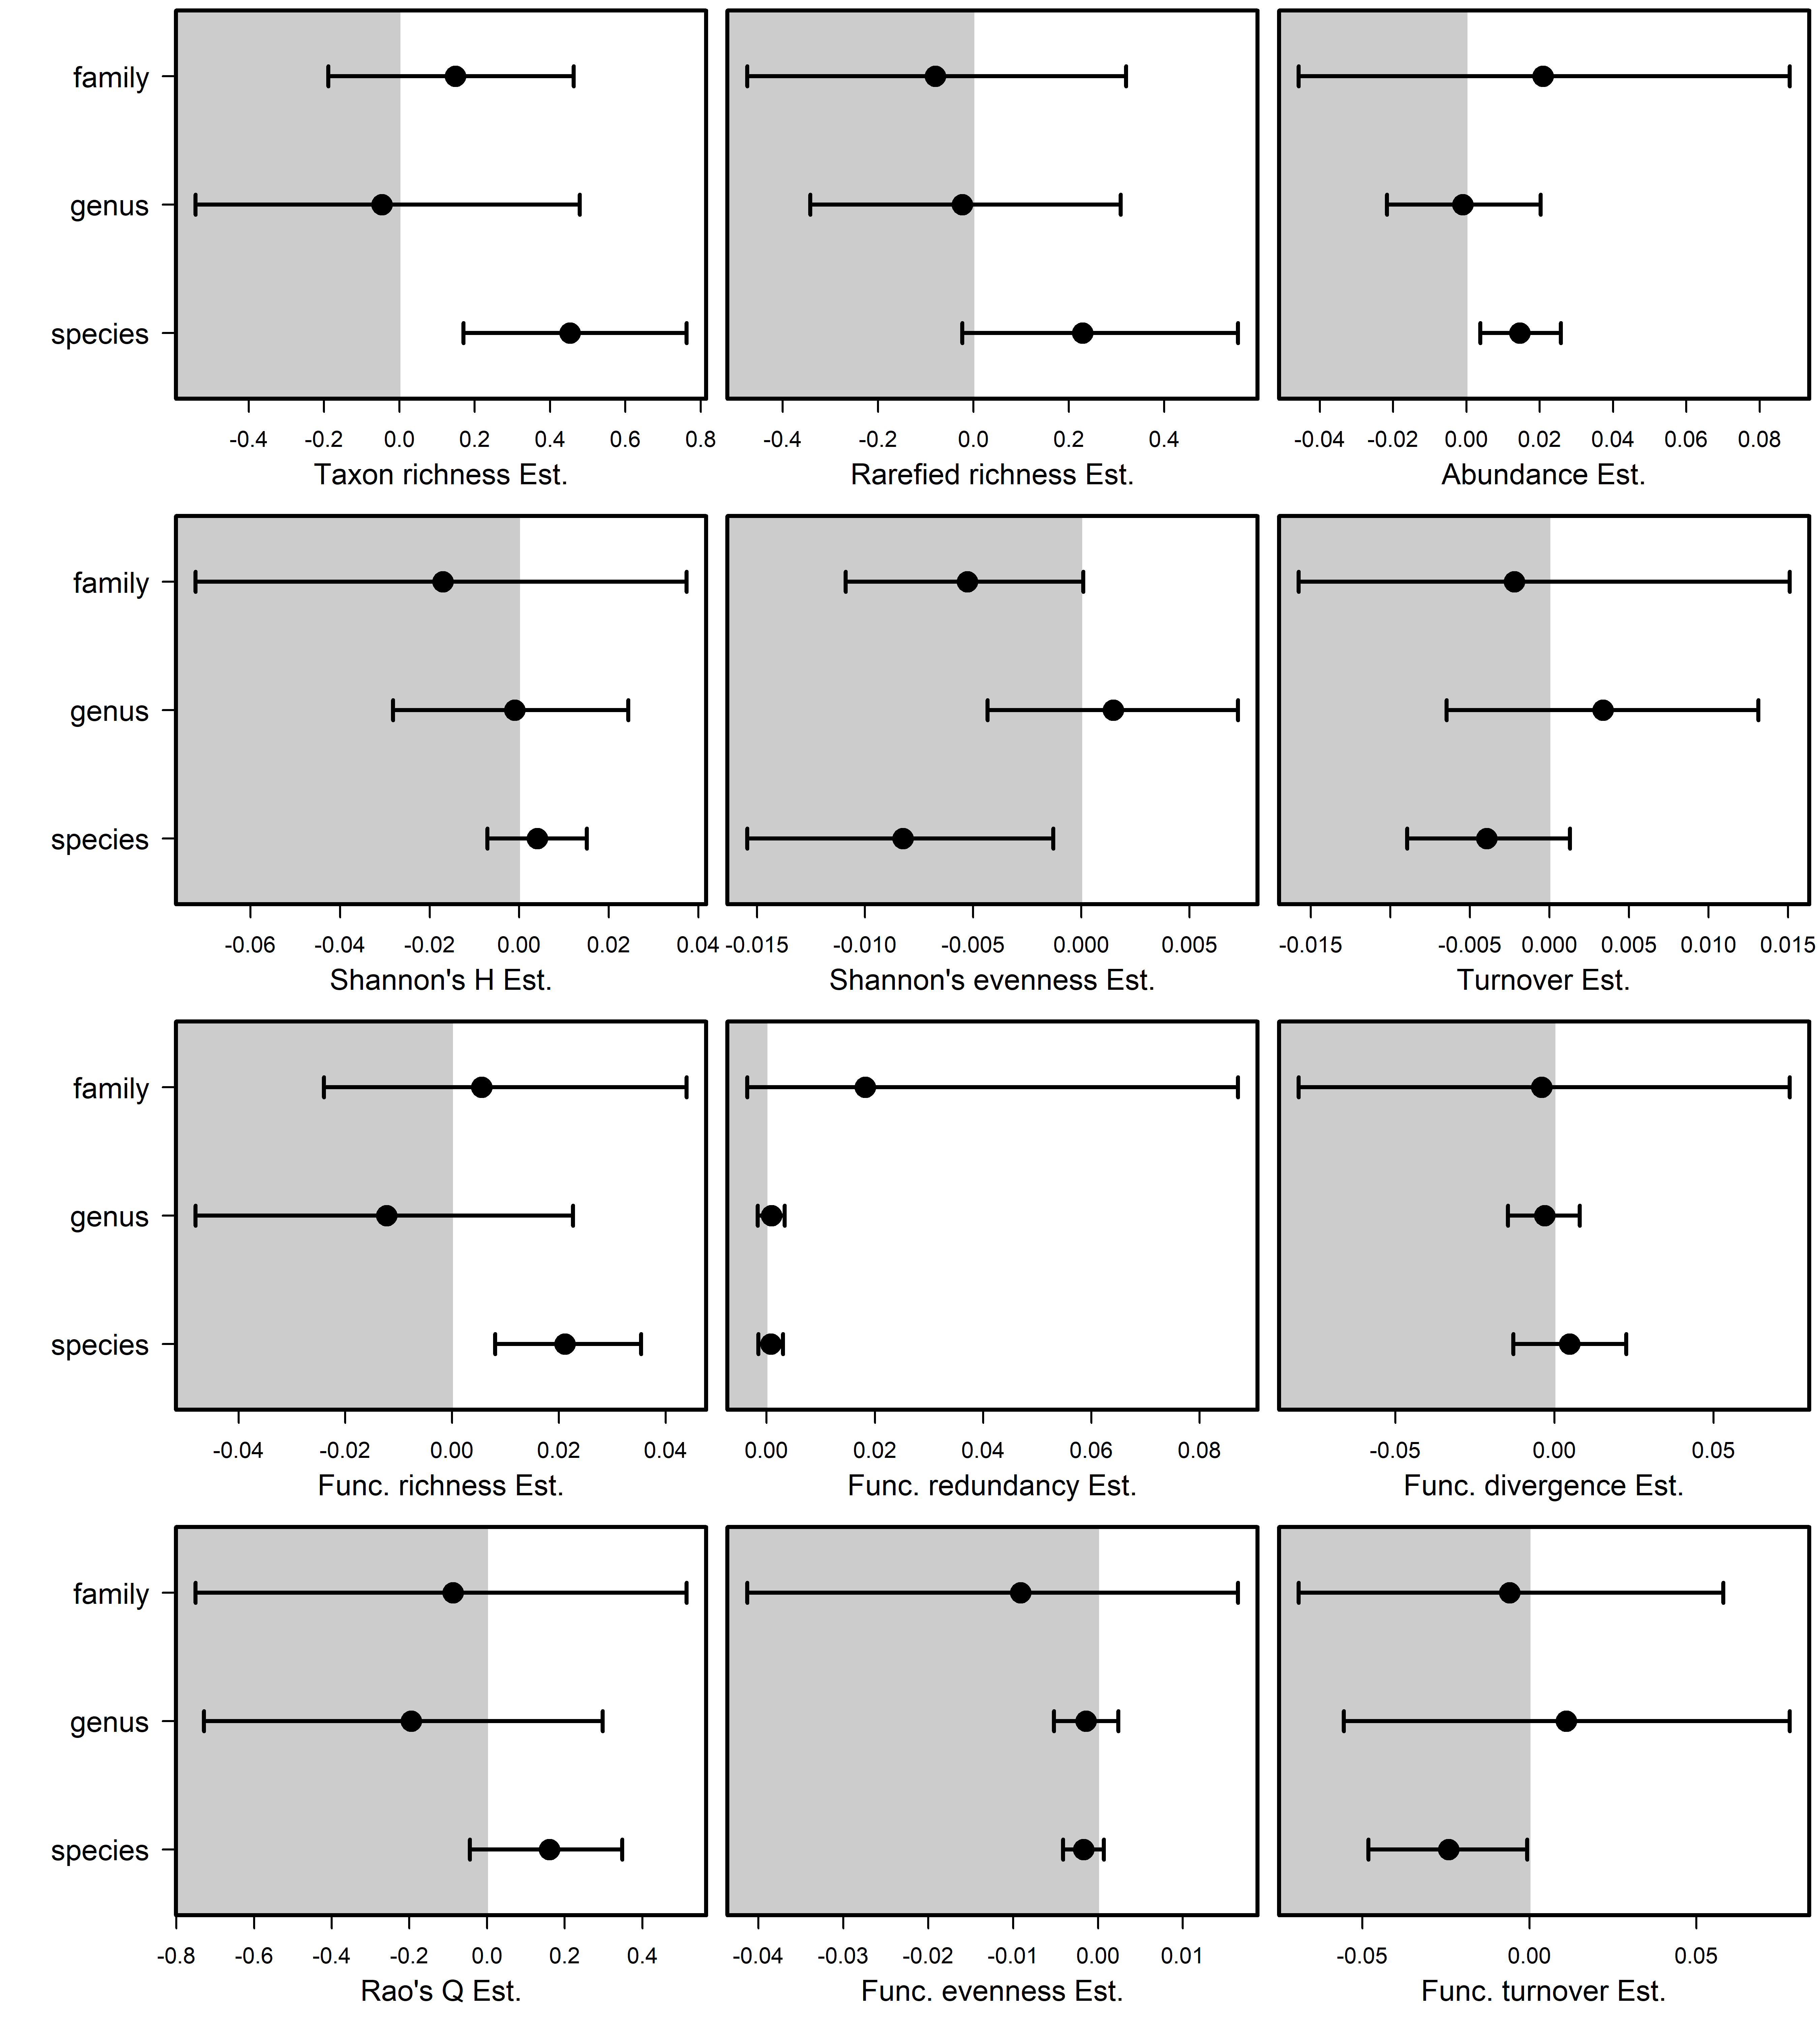 family
genus
species
-0.4 -0.2 0.0 0.2 0.4 0.6 0.8
Taxon richness Est.
-0.4 -0.2 0.0 0.2 0.4
Rarefied richness Est.
-0.04 -0.02 0.00 0.02 0.04 0.06 0.08
Abundance Est.
family
genus
species
-0.06 -0.04 -0.02 0.00 0.02 0.04
Shannon's H Est.
-0.015 -0.010 -0.005 0.000 0.005
Shannon's evenness Est.
-0.015 -0.005 0.000 0.005 0.010 0.015
Turnover Est.
family
genus
species
-0.04 -0.02 0.00 0.02 0.04
Func. richness Est.
0.00 0.02 0.04 0.06 0.08
Func. redundancy Est.
-0.05 0.00 0.05
Func. divergence Est.
family
genus
species
-0.8 -0.6 -0.4 -0.2 0.0 0.2 0.4
Rao's Q Est.
-0.04 -0.03 -0.02 -0.01 0.00 0.01
Func. evenness Est.
-0.05 0.00 0.05
Func. turnover Est.